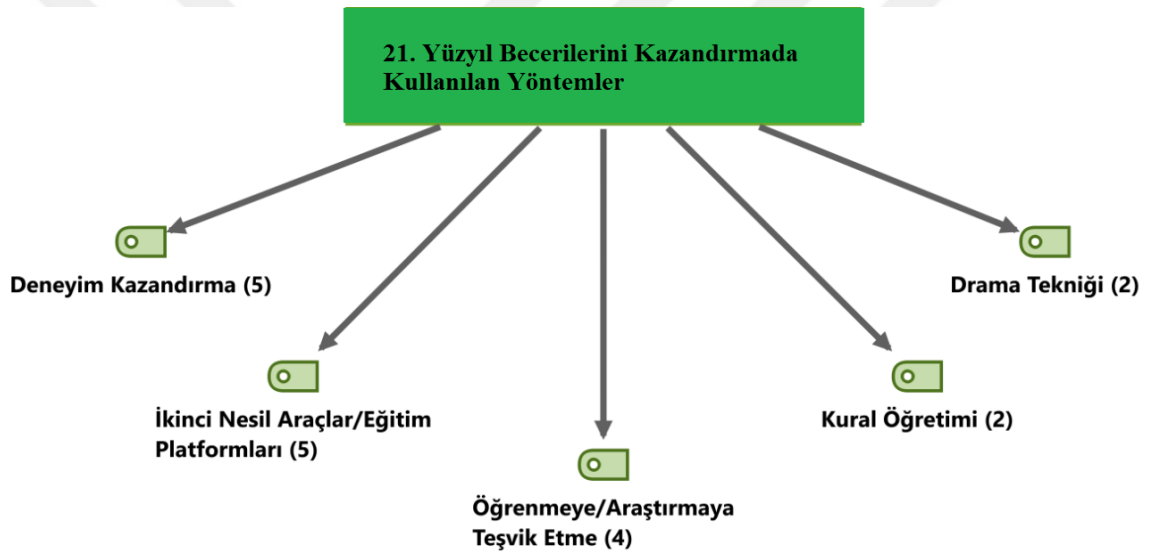 21. Yüzyıl Becerilerini Kazandırmada
Kullanılan Yöntemler
Deneyim Kazandırma (5)
Drama Tekniği (2)
İkinci Nesil Araçlar/Eğitim
Platformları (5)
Kural Öğretimi (2)
Öğrenmeye/Araştırmaya
Teşvik Etme (4)